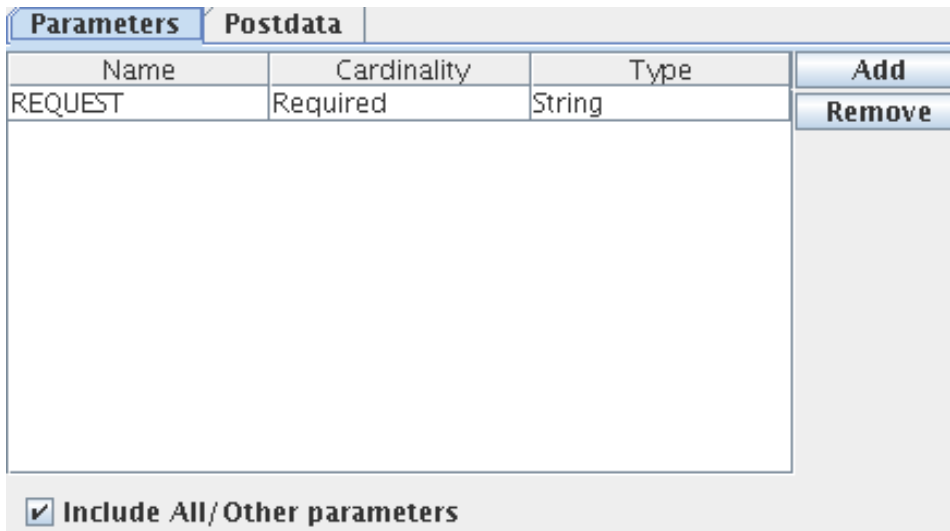 Parameters Postdata
Name Cardinality Type Add
REQUEST Required String Remove
Include All/Other parameters